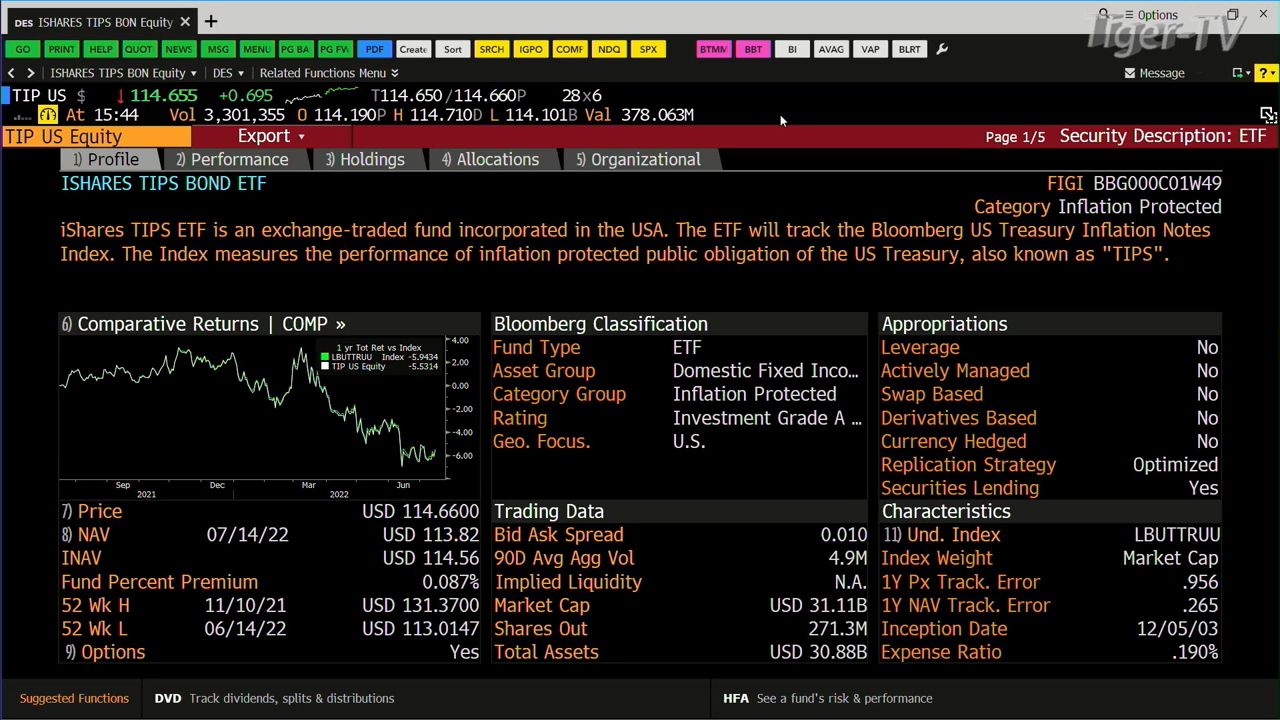 DES ISHARES TIPS BON Equity
Options
Tiger-TV
GO PRINT HELP QUOT NEWS MSG MENU PG BA PG FW PDF Create Sort SRCH IGPO COMF NDQ SPX BTMM BBT BI AVAG VAP BLRT
ISHARES TIPS BON Equity DES Related Functions Menu Message
TIP US $ 114.655 +0.695 T114.650/114.660P 28x6
At 15:44 Vol 3,301,355 O 114.190P H 114.710D L 114.101B Val 378.063M
TIP US Equity Export Page 1/5 Security Description: ETF
1) Profile 2) Performance 3) Holdings 4) Allocations 5) Organizational
ISHARES TIPS BOND ETF FIGI BBG000C01W49
Category Inflation Protected
iShares TIPS ETF is an exchange-traded fund incorporated in the USA. The ETF will track the Bloomberg US Treasury Inflation Notes
Index. The Index measures the performance of inflation protected public obligation of the US Treasury, also known as "TIPS".
6) Comparative Returns | COMP »
1 yr Tot Ret vs Index
LBUTTRUU Index -5.9434
TIP US Equity -5.5314
4.00
2.00
0.00
-2.00
-4.00
-6.00
Sep Dec Mar Jun
2021 2022
7) Price USD 114.6600
8) NAV 07/14/22 USD 113.82
INAV USD 114.56
Fund Percent Premium 0.087%
52 Wk H 11/10/21 USD 131.3700
52 Wk L 06/14/22 USD 113.0147
9) Options Yes
Bloomberg Classification
Fund Type ETF
Asset Group Domestic Fixed Inco...
Category Group Inflation Protected
Rating Investment Grade A ...
Geo. Focus. U.S.
Trading Data
Bid Ask Spread 0.010
90D Avg Agg Vol 4.9M
Implied Liquidity N.A.
Market Cap USD 31.11B
Shares Out 271.3M
Total Assets USD 30.88B
Appropriations
Leverage No
Actively Managed No
Swap Based No
Derivatives Based No
Currency Hedged No
Replication Strategy Optimized
Securities Lending Yes
Characteristics
11) Und. Index LBUTTRUU
Index Weight Market Cap
1Y Px Track. Error .956
1Y NAV Track. Error .265
Inception Date 12/05/03
Expense Ratio .190%
Suggested Functions DVD Track dividends, splits & distributions HFA See a fund's risk & performance